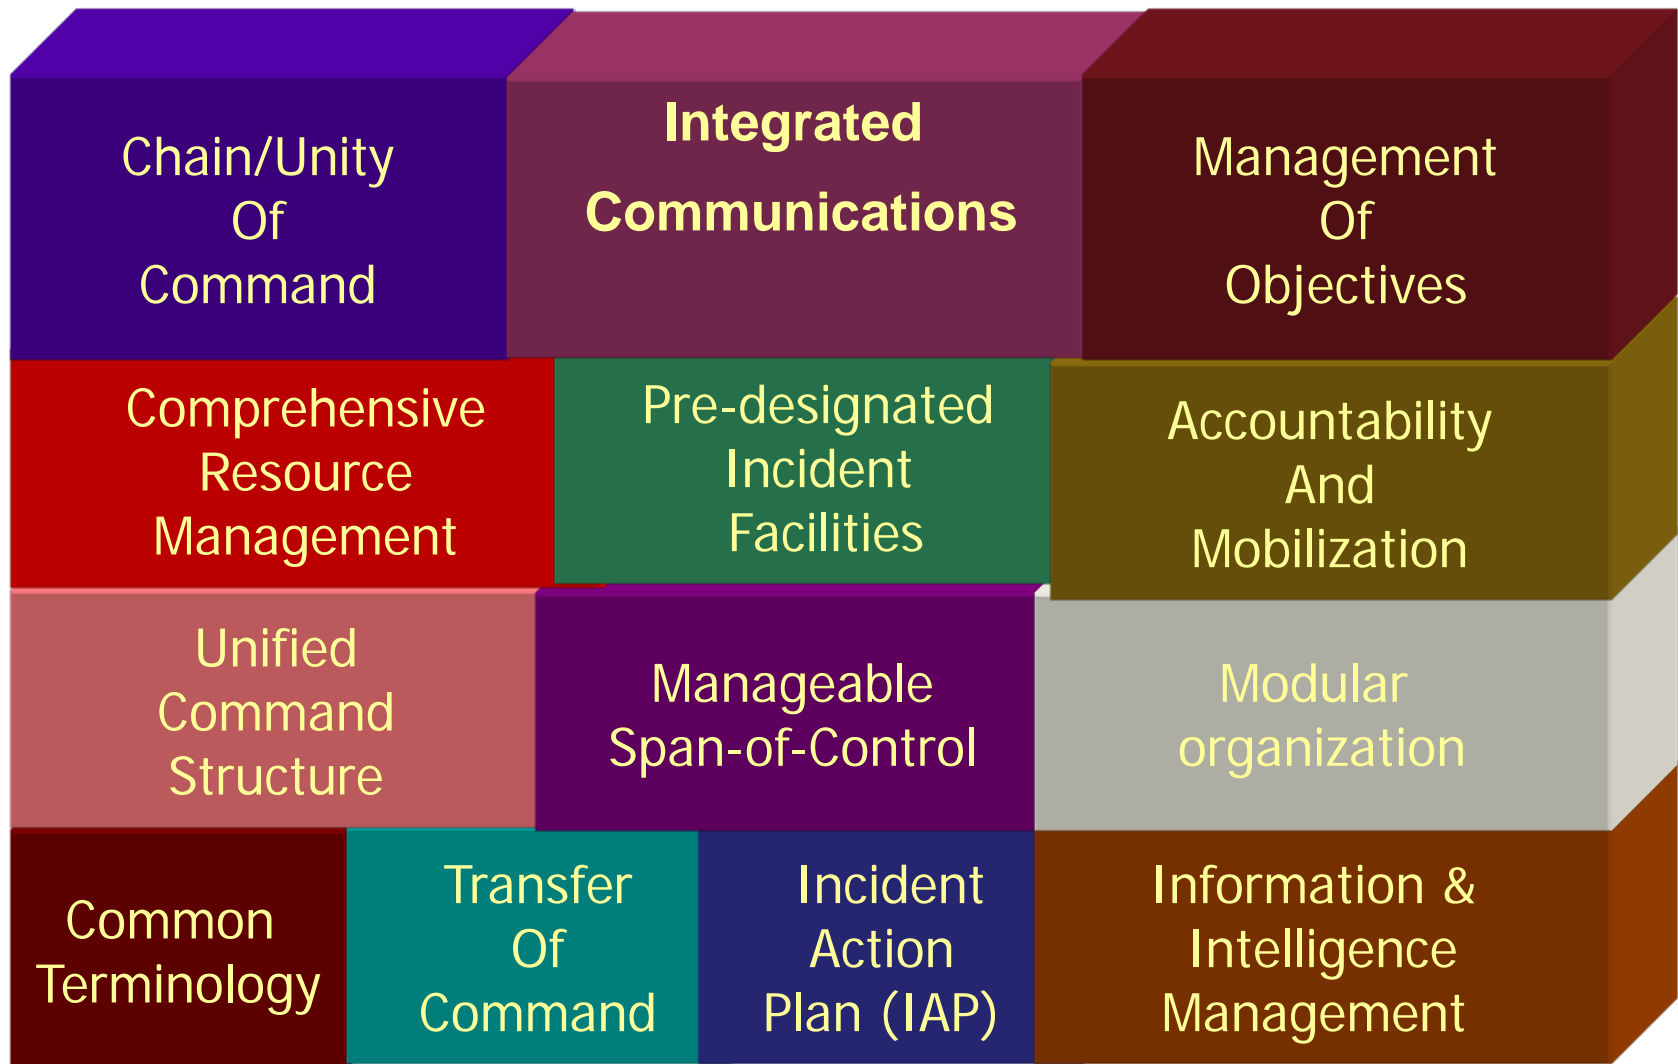 Chain/Unity
Of
Command
Integrated
Communications
Management
Of
Objectives
Comprehensive
Resource
Management
Pre-designated
Incident
Facilities
Accountability
And
Mobilization
Unified
Command
Structure
Manageable
Span-of-Control
Modular
organization
Common
Terminology
Transfer
Of
Command
Incident
Action
Plan (IAP)
Information &
Intelligence
Management